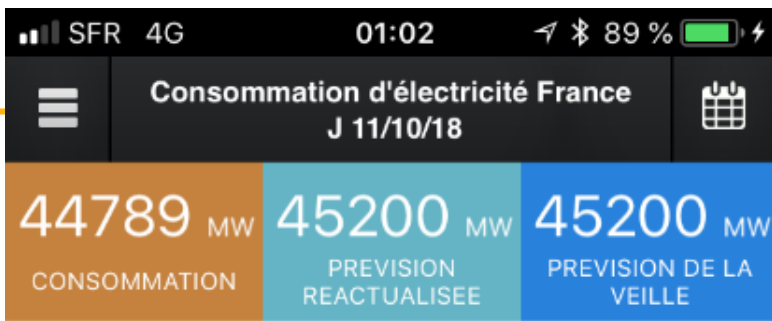 SFR 4G 01:02 89 %
Consommation d'électricité France
J 11/10/18
44789 MW 45200 MW 45200 MW
CONSOMMATION PREVISION REACTUALISEE PREVISION DE LA VEILLE